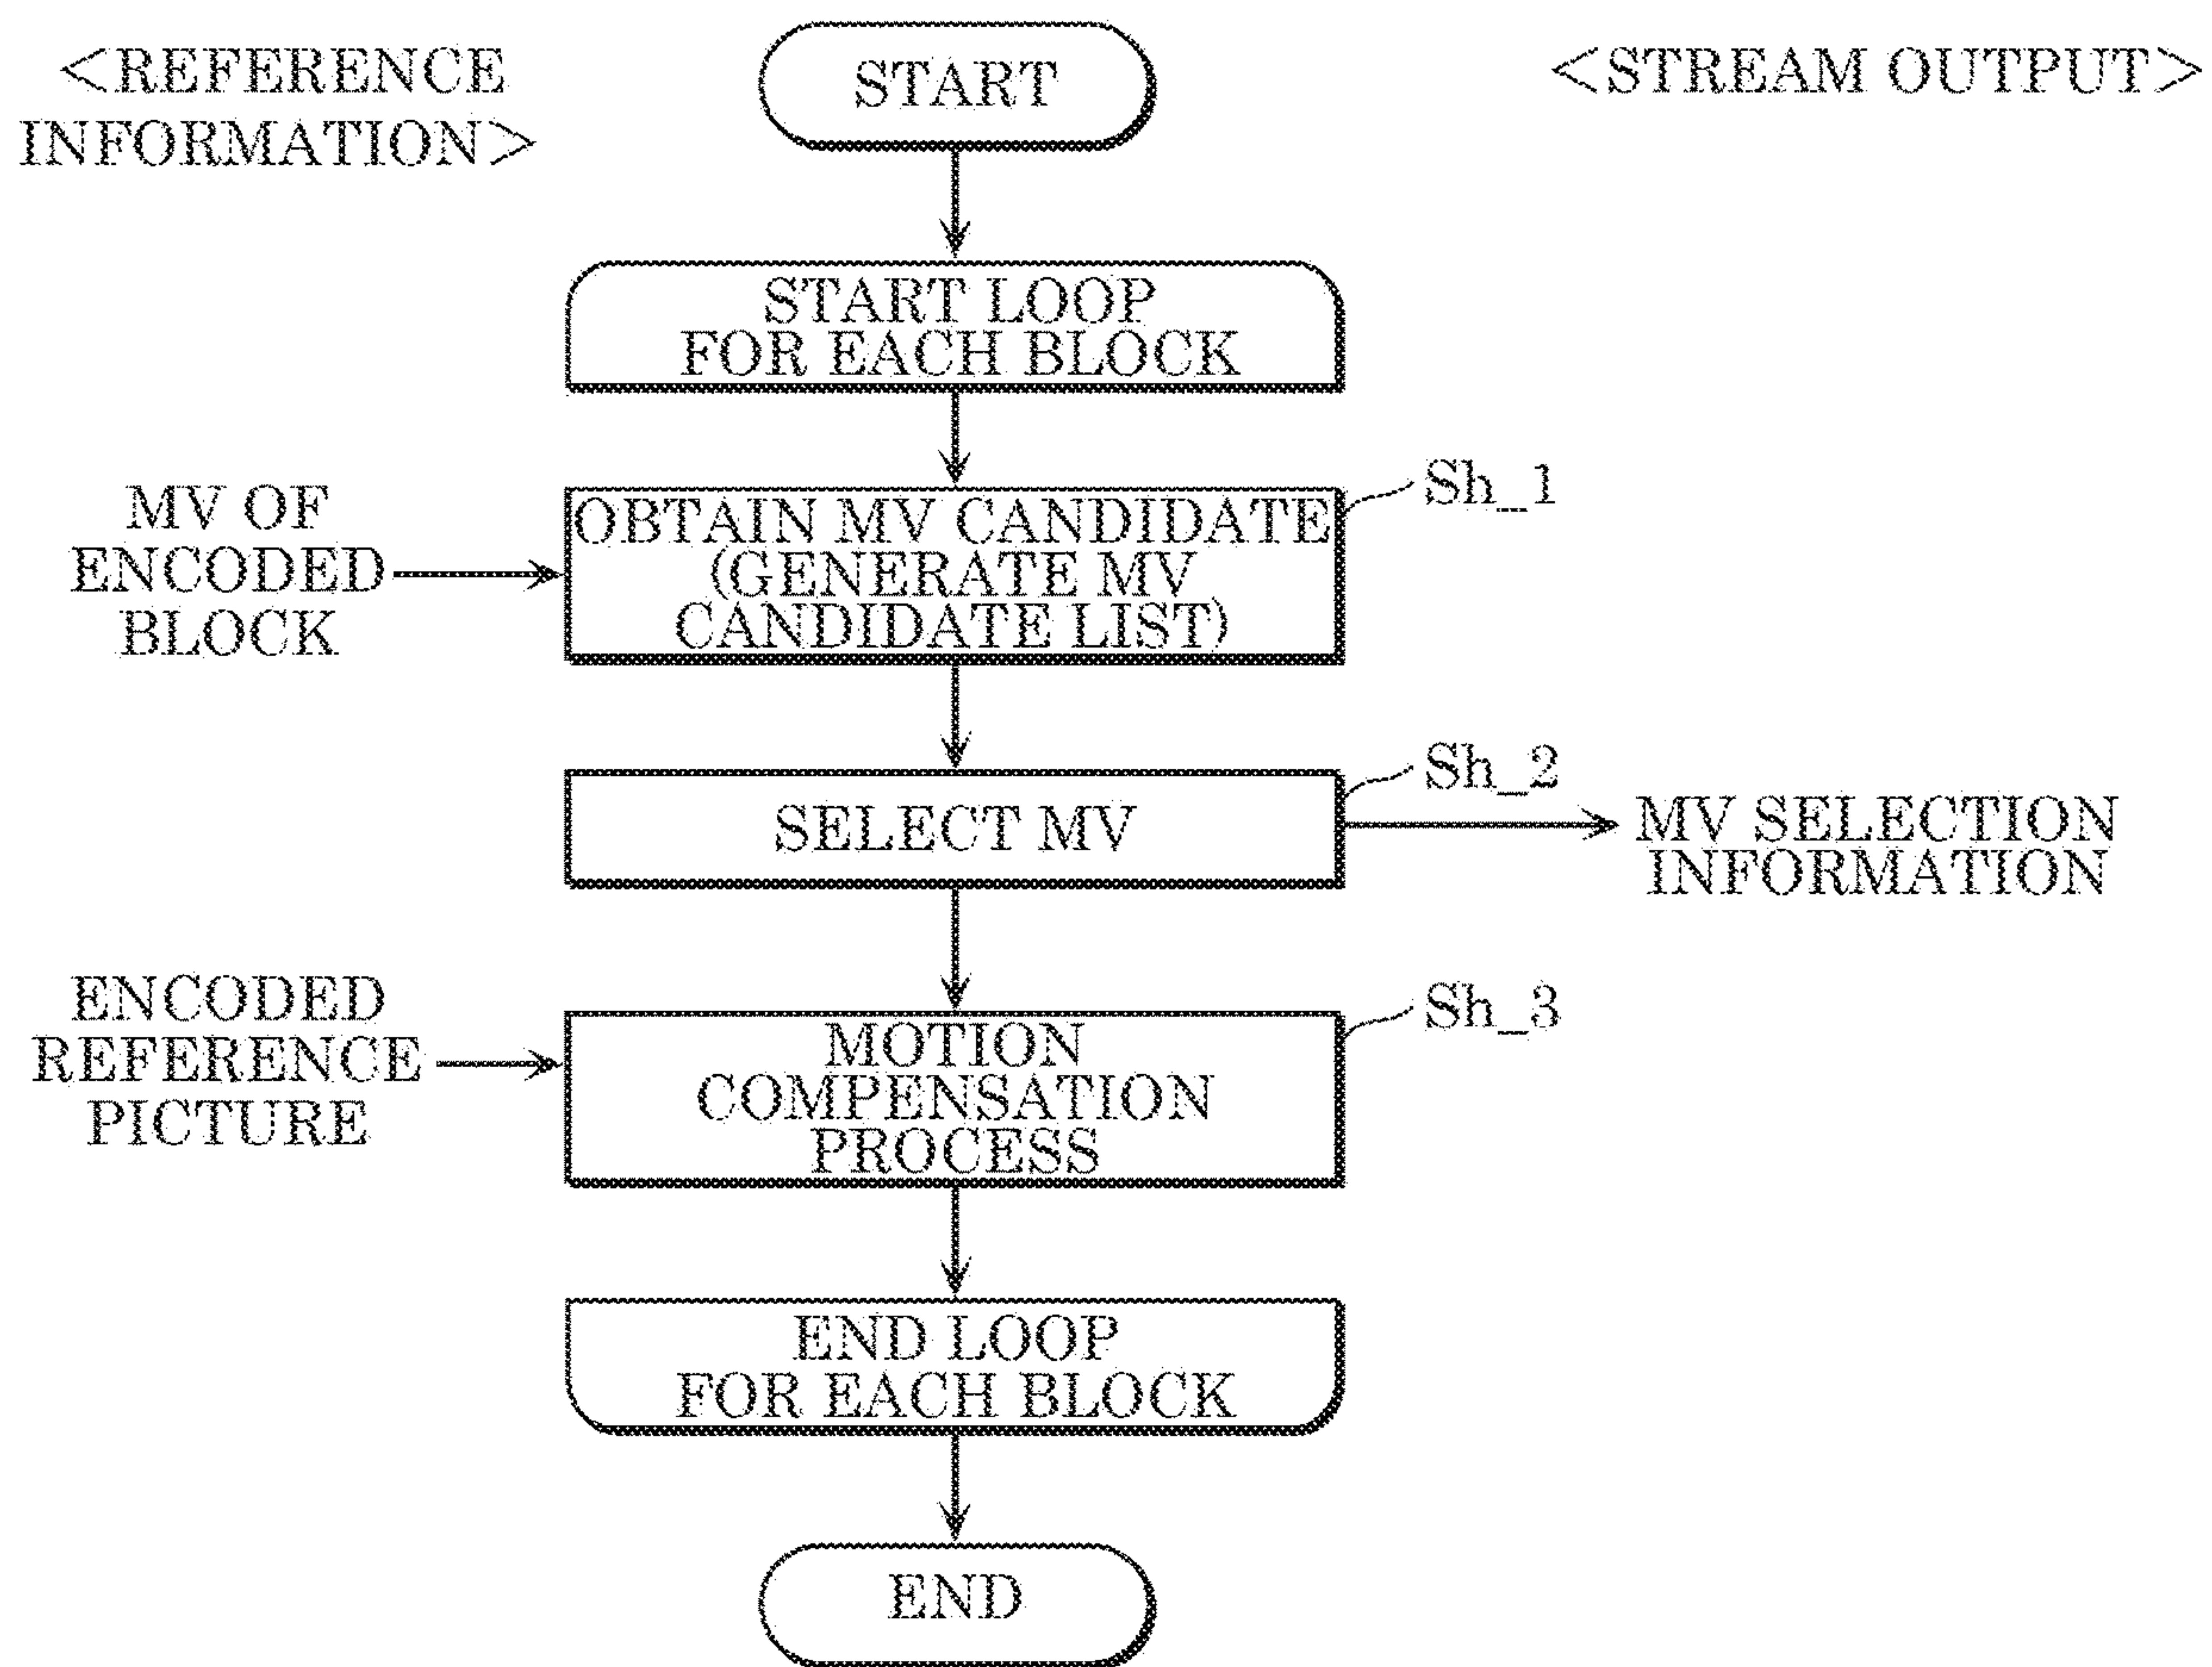 <REFERENCE
INFORMATION>
START
<STREAM OUTPUT>
START LOOP
FOR EACH BLOCK
MV OF
ENCODED
BLOCK
OBTAIN MV CANDIDATE
(GENERATE MV
CANDIDATE LIST)
Sh_1
SELECT MV
Sh_2
MV SELECTION
INFORMATION
ENCODED
REFERENCE
PICTURE
MOTION
COMPENSATION
PROCESS
Sh_3
END LOOP
FOR EACH BLOCK
END